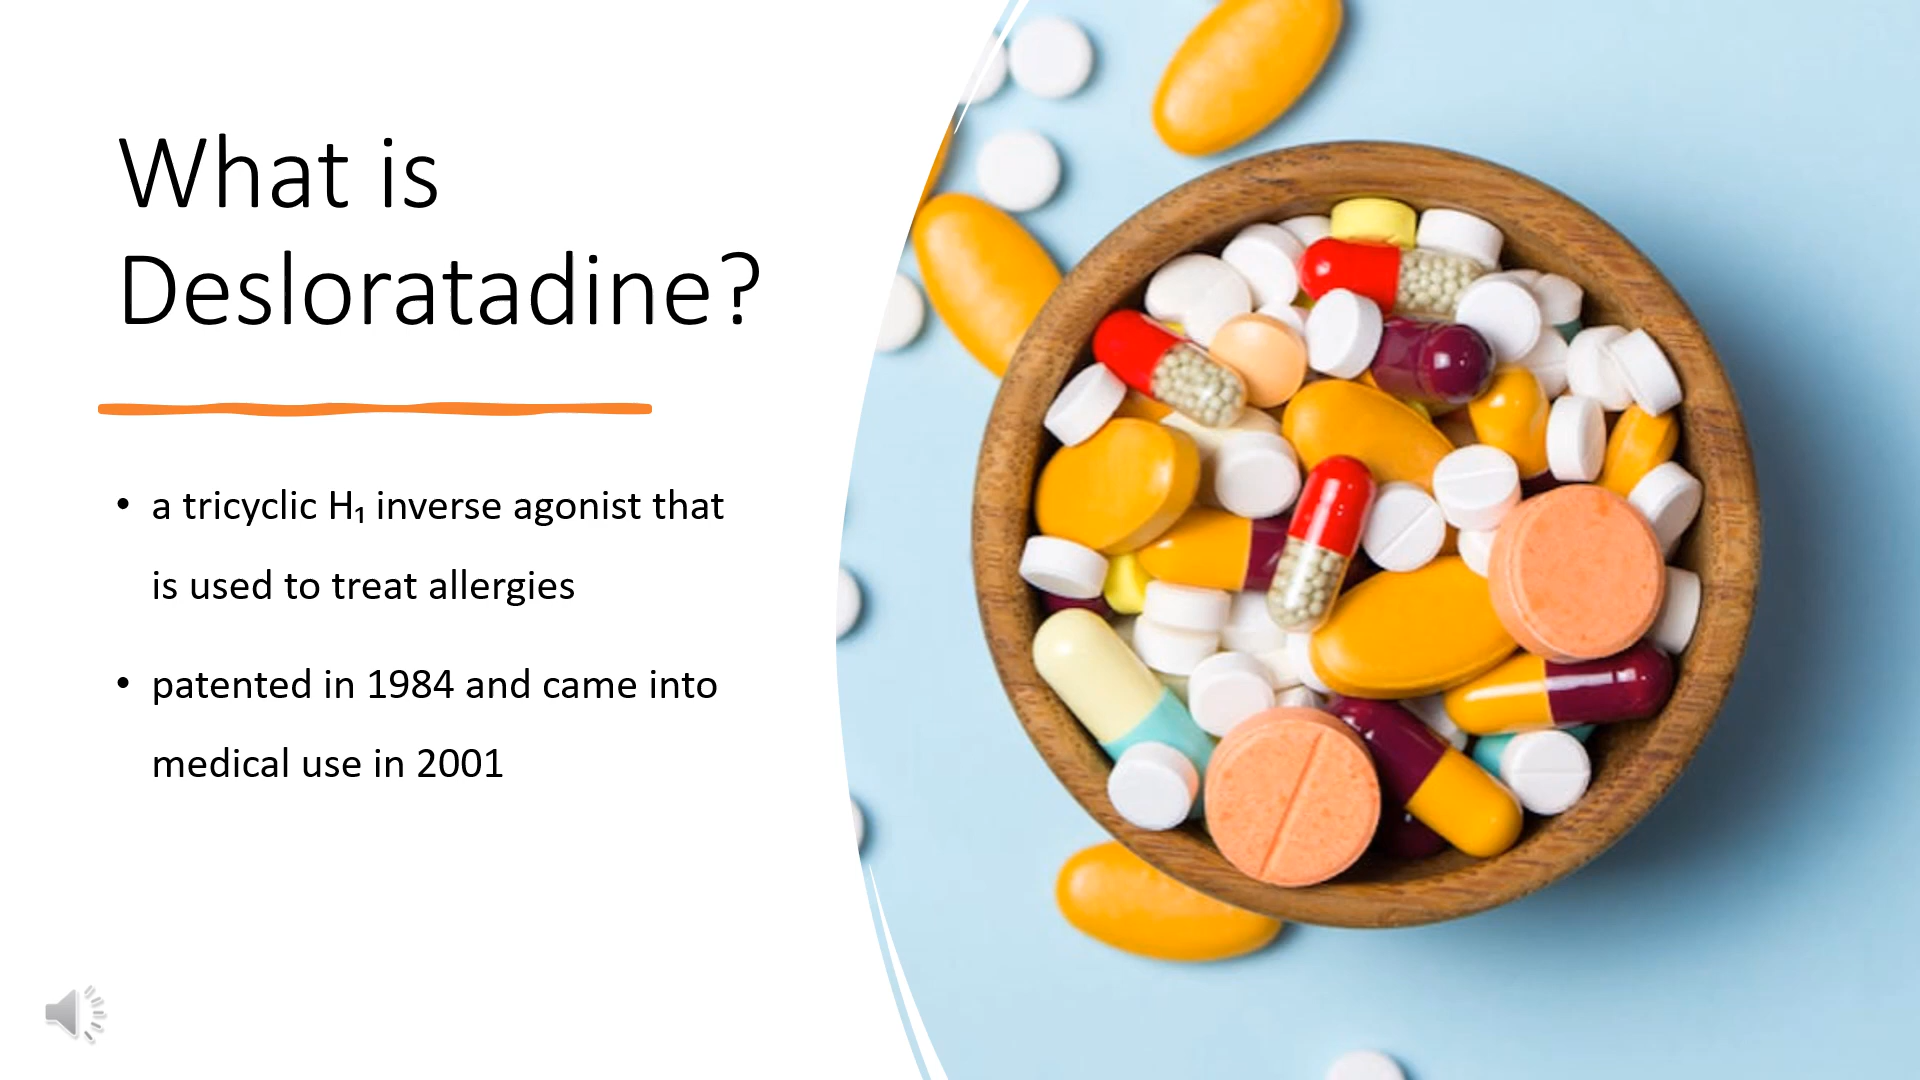 What is
Desloratadine?
• a tricyclic H₁ inverse agonist that
is used to treat allergies
• patented in 1984 and came into
medical use in 2001